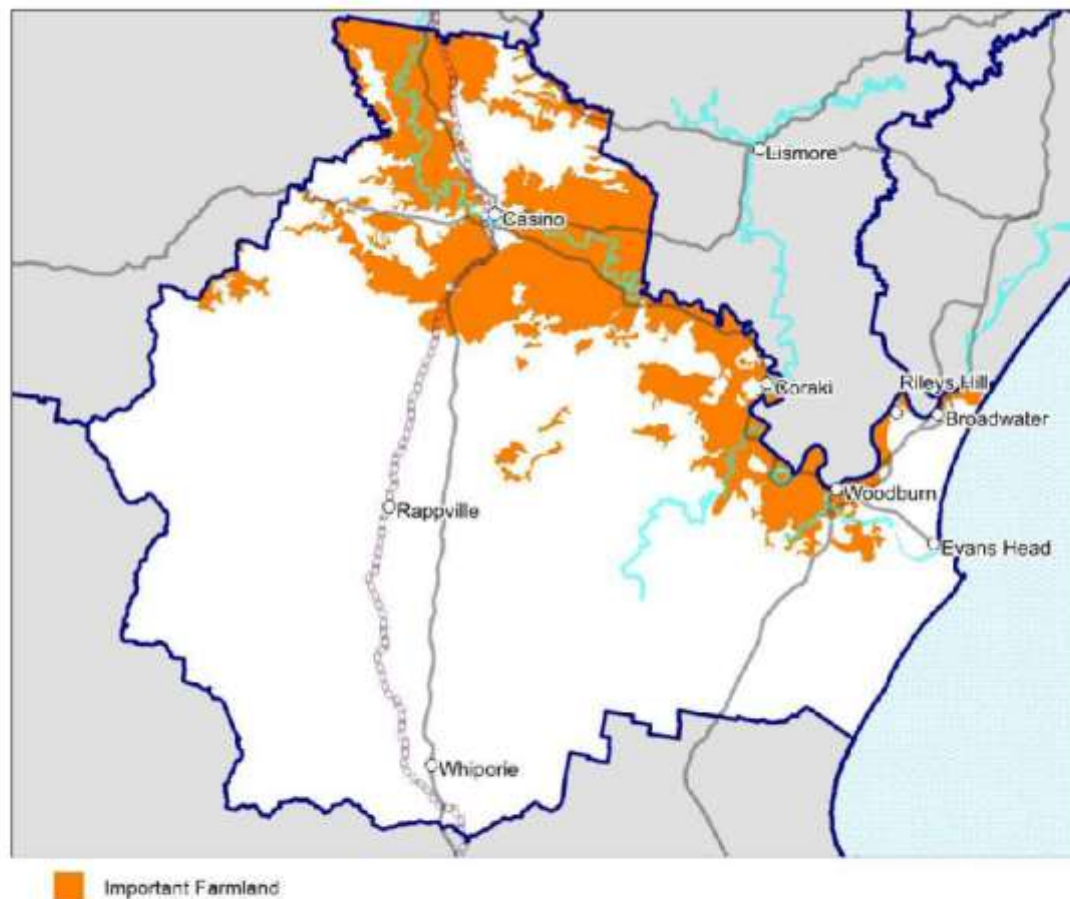 Lismore
Casino
Coraki
Rileys Hill
Broadwater
Woodburn
Rappville
Evans Head
Whiporie
Important Farmland